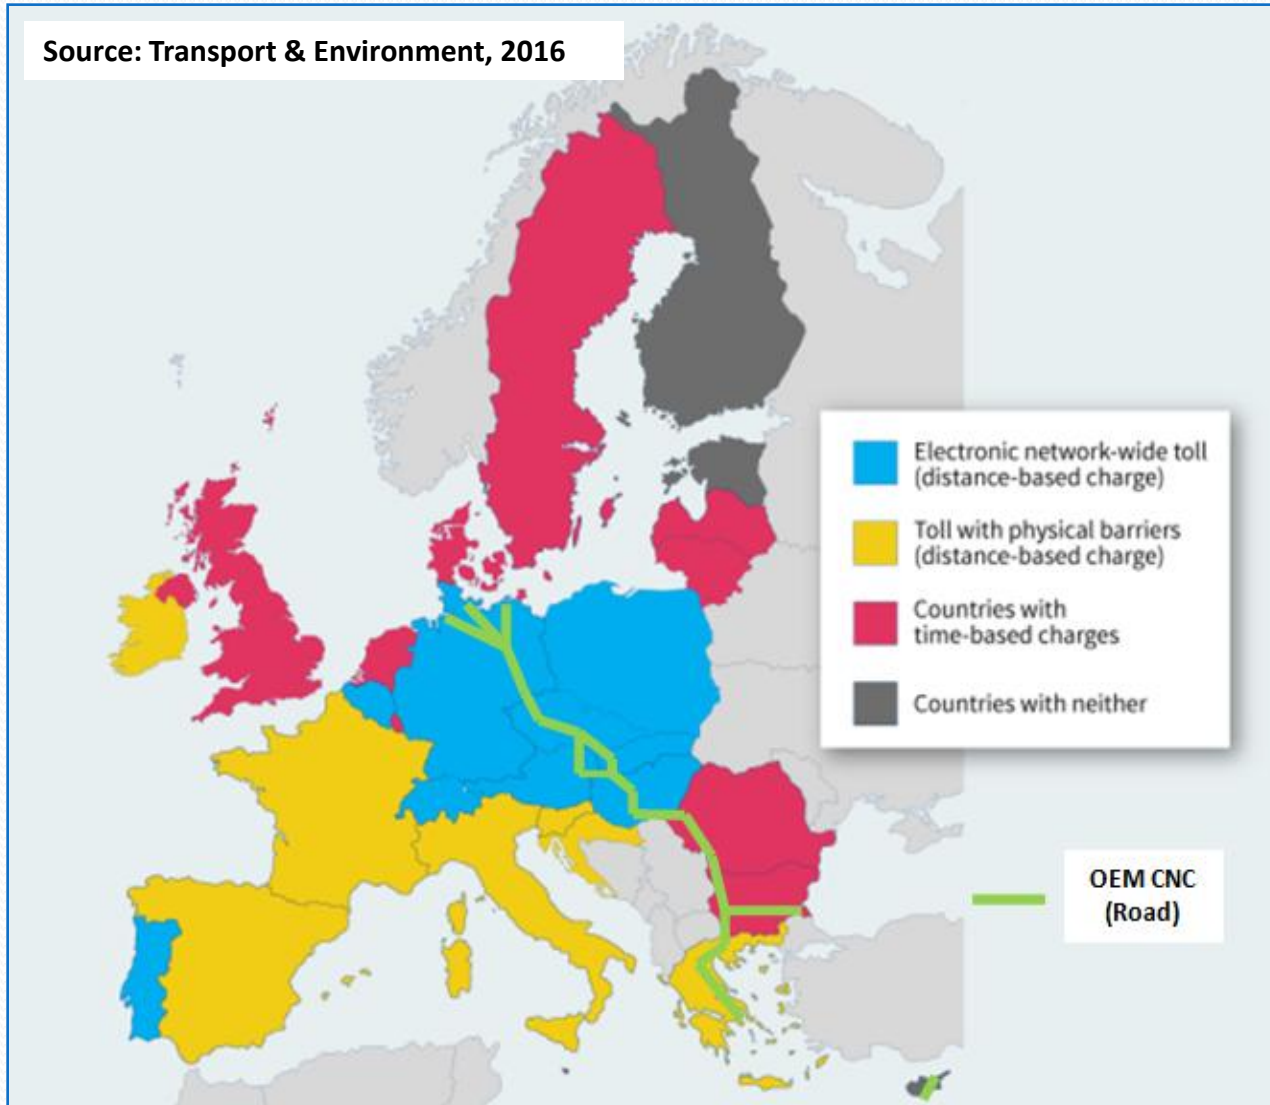 Source: Transport & Environment, 2016
Electronic network-wide toll
(distance-based charge)
Toll with physical barriers
(distance-based charge)
Countries with
time-based charges
Countries with neither
OEM CNC
(Road)